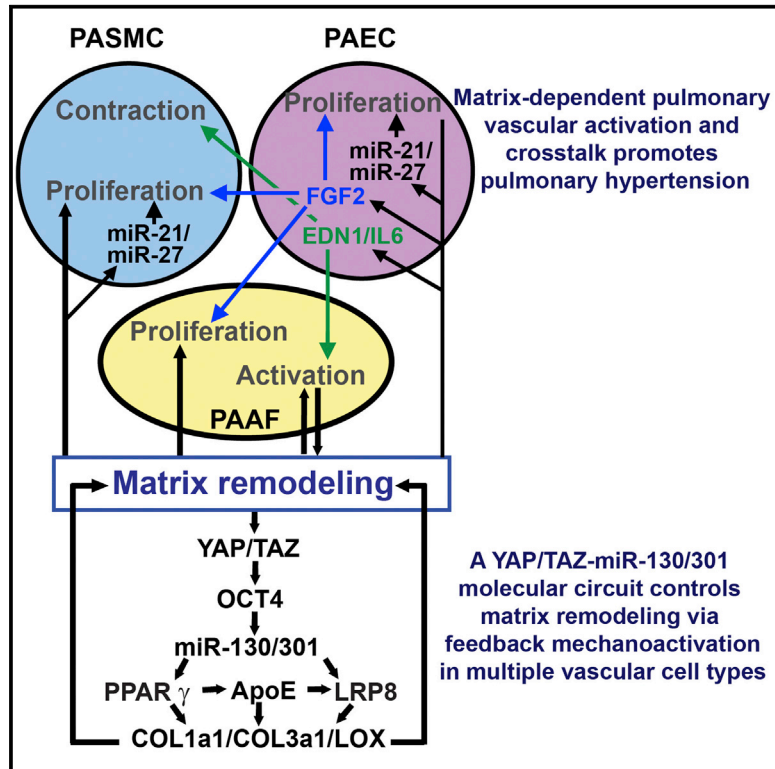 PASMC
PAEC
Contraction
Proliferation
miR-21/
miR-27
Proliferation
miR-21/
miR-27
FGF2
EDN1/IL6
Matrix-dependent pulmonary
vascular activation and
crosstalk promotes
pulmonary hypertension
Proliferation
Activation
PAAF
Matrix remodeling
YAP/TAZ
OCT4
miR-130/301
PPAR γ
ApoE
LRP8
COL1a1/COL3a1/LOX
A YAP/TAZ-miR-130/301
molecular circuit controls
matrix remodeling via
feedback mechanoactivation
in multiple vascular cell types